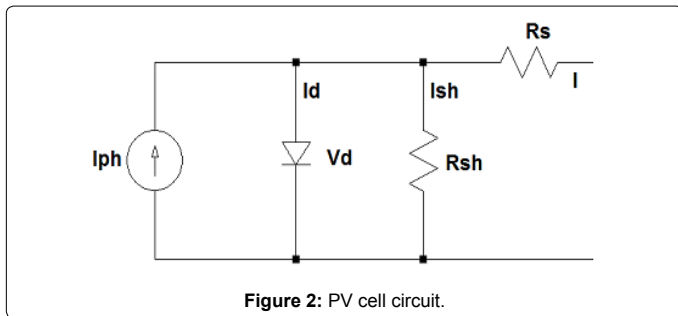 Rs
Id
Ish
I
Iph
Vd
Rsh
Figure 2: PV cell circuit.